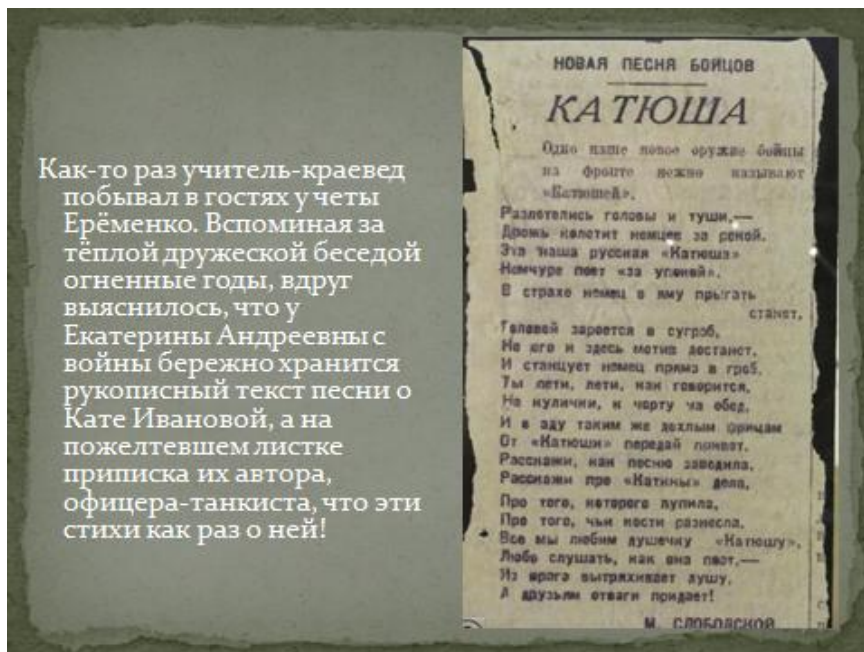 Как-то раз учитель-краевед
побывал в гостях у четы
Ерёменко. Вспоминая за
тёплой дружеской беседой
огненные годы, вдруг
выяснилось, что у
Екатерины Андреевны с
войны бережно хранится
рукописный текст песни о
Кате Ивановой, а на
пожелтевшем листке
приписка их автора,
офицера-танкиста, что эти
стихи как раз о ней!
НОВАЯ ПЕСНЯ БОЙЦОВ
КАТЮША
Одно наше новое оружие бойцы
на фронте нежно называют
«Катюшей».
Разлетелись головы и туши,—
Дрожь колотит немцев за рекой.
Эта наша русская «Катюша»
Немчуре поет «за упокой».
В страхе немец в яму прыгать
станет,
Головой зароется в сугроб,
Но его и здесь мотив достанет,
И станцует немец прямо в гроб.
Ты лети, лети, как говорится,
На кулички, к чорту на обед,
И в аду таким же дохлым фрицам
От «Катюши» передай привет.
Расскажи, как песню заводила,
Расскажи про «Катины» дела,
Про того, которого лупила,
Про того, чьи кости разнесла.
Все мы любим душечку «Катюшу»,
Любо слушать, как она поет,—
Из врага вытряхивает душу,
А друзьям отваги придает!
М. СЛОБОДСКОЙ